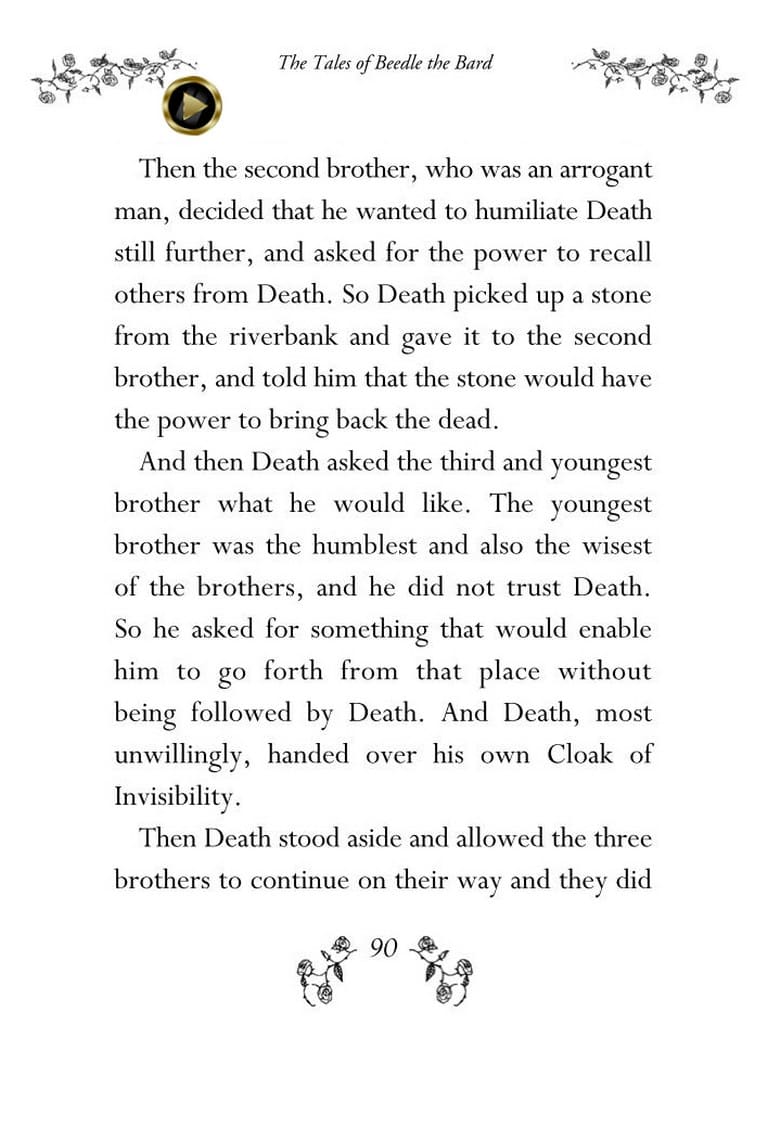 The Tales of Beedle the Bard
Then the second brother, who was an arrogant
man, decided that he wanted to humiliate Death
still further, and asked for the power to recall
others from Death. So Death picked up a stone
from the riverbank and gave it to the second
brother, and told him that the stone would have
the power to bring back the dead.
And then Death asked the third and youngest
brother what he would like. The youngest
brother was the humblest and also the wisest
of the brothers, and he did not trust Death.
So he asked for something that would enable
him to go forth from that place without
being followed by Death. And Death, most
unwillingly, handed over his own Cloak of
Invisibility.
Then Death stood aside and allowed the three
brothers to continue on their way and they did
90